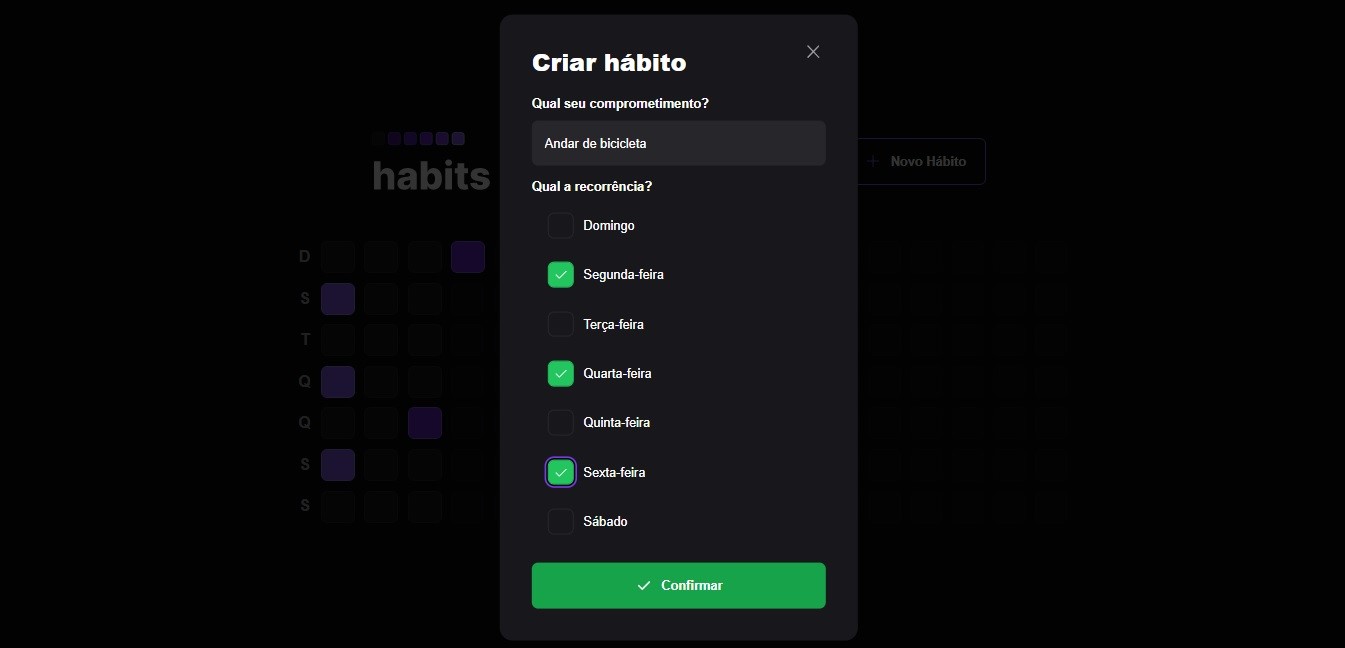 Criar hábito
Qual seu comprometimento?
Andar de bicicleta
habits
Novo Hábito
Qual a recorrência?
Domingo
Segunda-feira
Terça-feira
Quarta-feira
Quinta-feira
Sexta-feira
Sábado
Confirmar
D
S
T
Q
Q
S
S